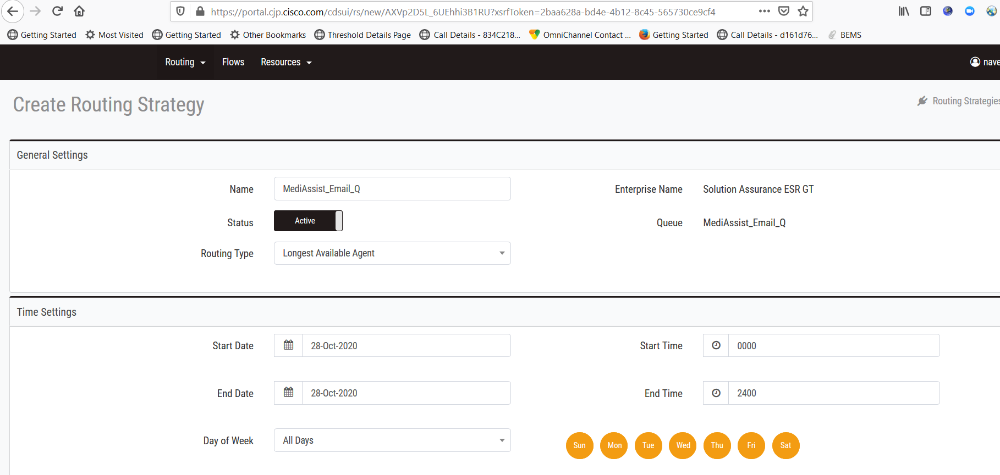 https://portal.cjp.cisco.com/cdsui/rs/new/AXVp2D5L_6UEhhi3B1RU?xsrfToken=2baa628a-bd4e-4b12-8c45-565730ce9cf4
Getting Started Most Visited Getting Started Other Bookmarks Threshold Details Page Call Details - 834C218... OmniChannel Contact ... Getting Started Call Details - d161d76... BEMS
Routing Flows Resources nave
Create Routing Strategy Routing Strategies
General Settings
Name MediAssist_Email_Q Enterprise Name Solution Assurance ESR GT
Status Active Queue MediAssist_Email_Q
Routing Type Longest Available Agent
Time Settings
Start Date 28-Oct-2020 Start Time 0000
End Date 28-Oct-2020 End Time 2400
Day of Week All Days Sun Mon Tue Wed Thu Fri Sat